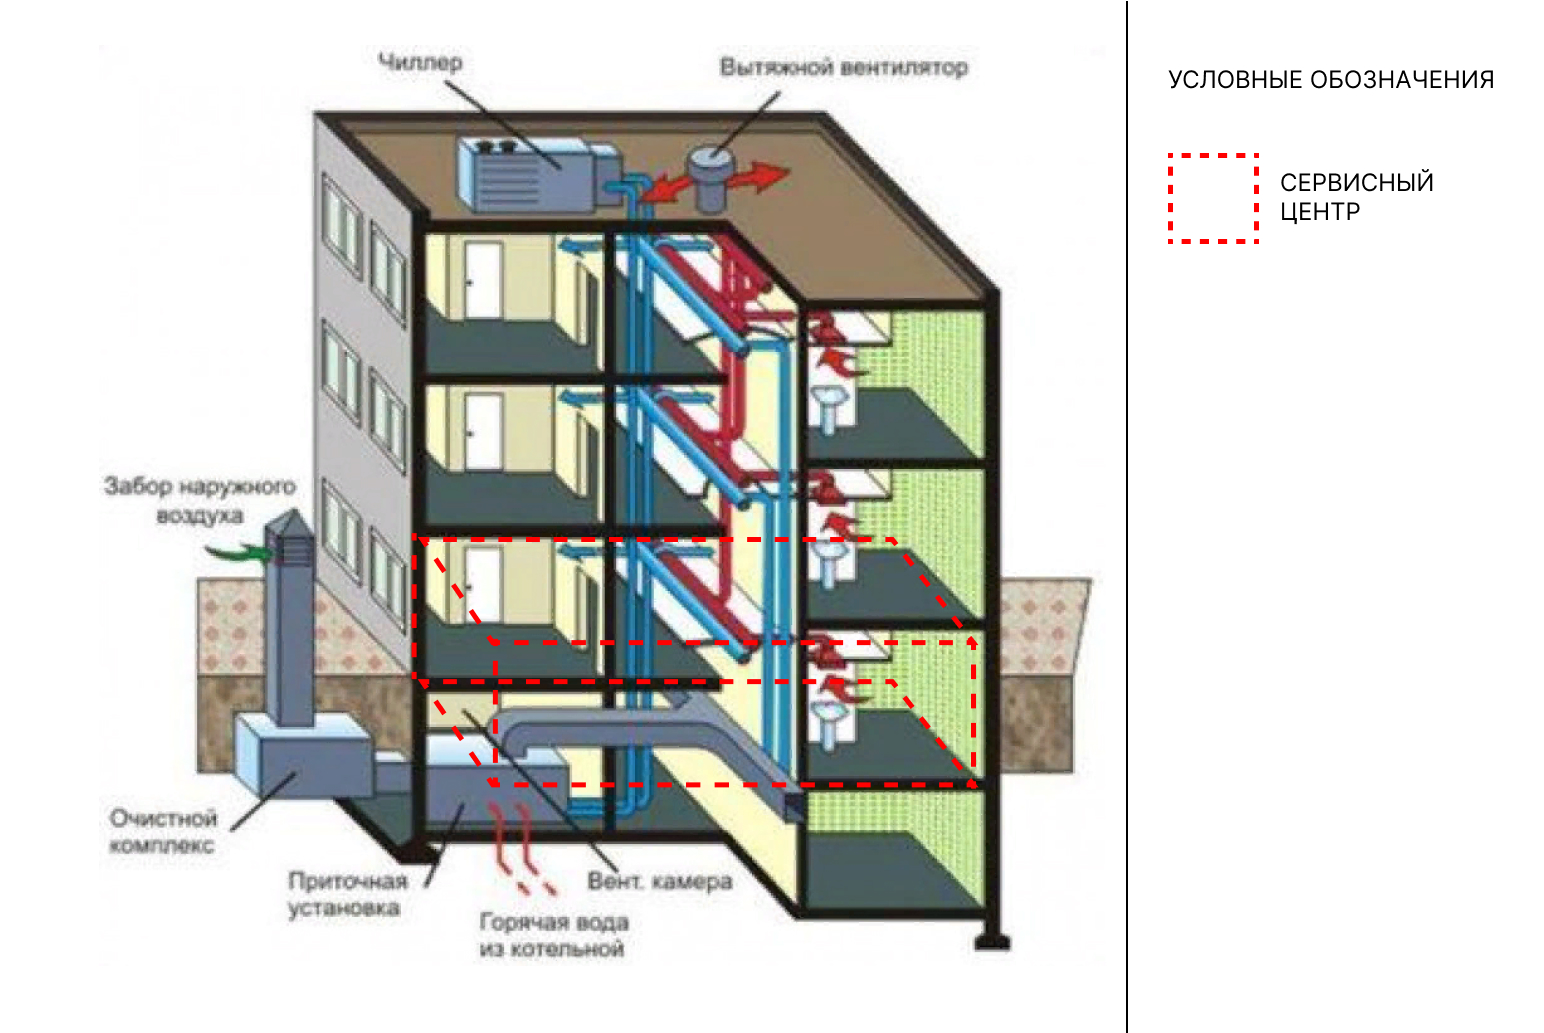 Чиллер
Вытяжной вентилятор
УСЛОВНЫЕ ОБОЗНАЧЕНИЯ
СЕРВИСНЫЙ
ЦЕНТР
Забор наружного
воздуха
Очистной
комплекс
Приточная
установка
Вент. камера
Горячая вода
из котельной